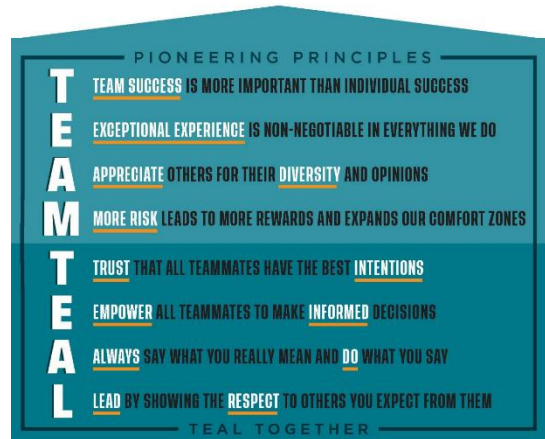 PIONEERING PRINCIPLES
T TEAM SUCCESS IS MORE IMPORTANT THAN INDIVIDUAL SUCCESS
E EXCEPTIONAL EXPERIENCE IS NON-NEGOTIABLE IN EVERYTHING WE DO
A APPRECIATE OTHERS FOR THEIR DIVERSITY AND OPINIONS
M MORE RISK LEADS TO MORE REWARDS AND EXPANDS OUR COMFORT ZONES
T TRUST THAT ALL TEAMMATES HAVE THE BEST INTENTIONS
E EMPOWER ALL TEAMMATES TO MAKE INFORMED DECISIONS
A ALWAYS SAY WHAT YOU REALLY MEAN AND DO WHAT YOU SAY
L LEAD BY SHOWING THE RESPECT TO OTHERS YOU EXPECT FROM THEM
TEAL TOGETHER